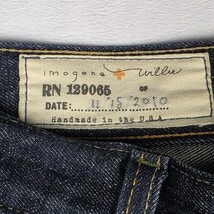 imogene + willie
RN 129065 OF
DATE: 11 15 2010
Handmade in the U.S.A